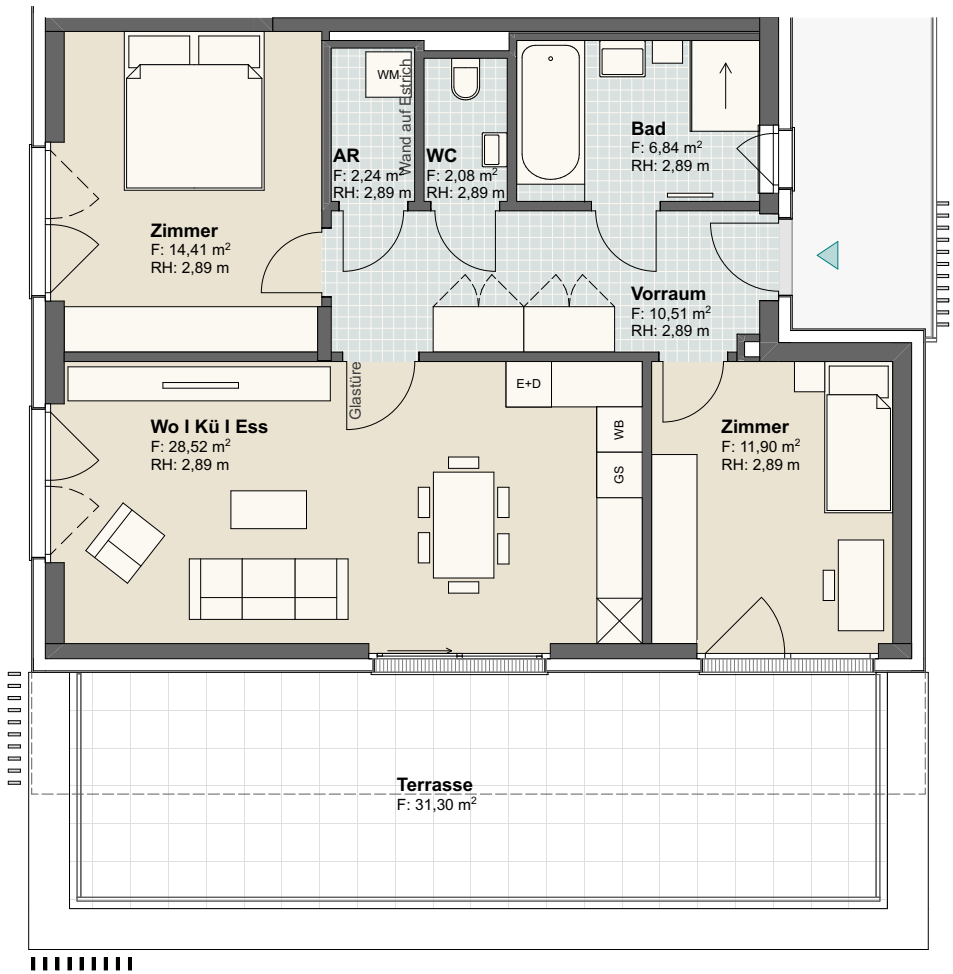 WM
Wand auf Estrich
AR
F: 2,24 m²
RH: 2,89 m
WC
F: 2,08 m²
RH: 2,89 m
Bad
F: 6,84 m²
RH: 2,89 m
Zimmer
F: 14,41 m²
RH: 2,89 m
Vorraum
F: 10,51 m²
RH: 2,89 m
Glastüre
E+D
WB
GS
Wo I Kü I Ess
F: 28,52 m²
RH: 2,89 m
Zimmer
F: 11,90 m²
RH: 2,89 m
Terrasse
F: 31,30 m²